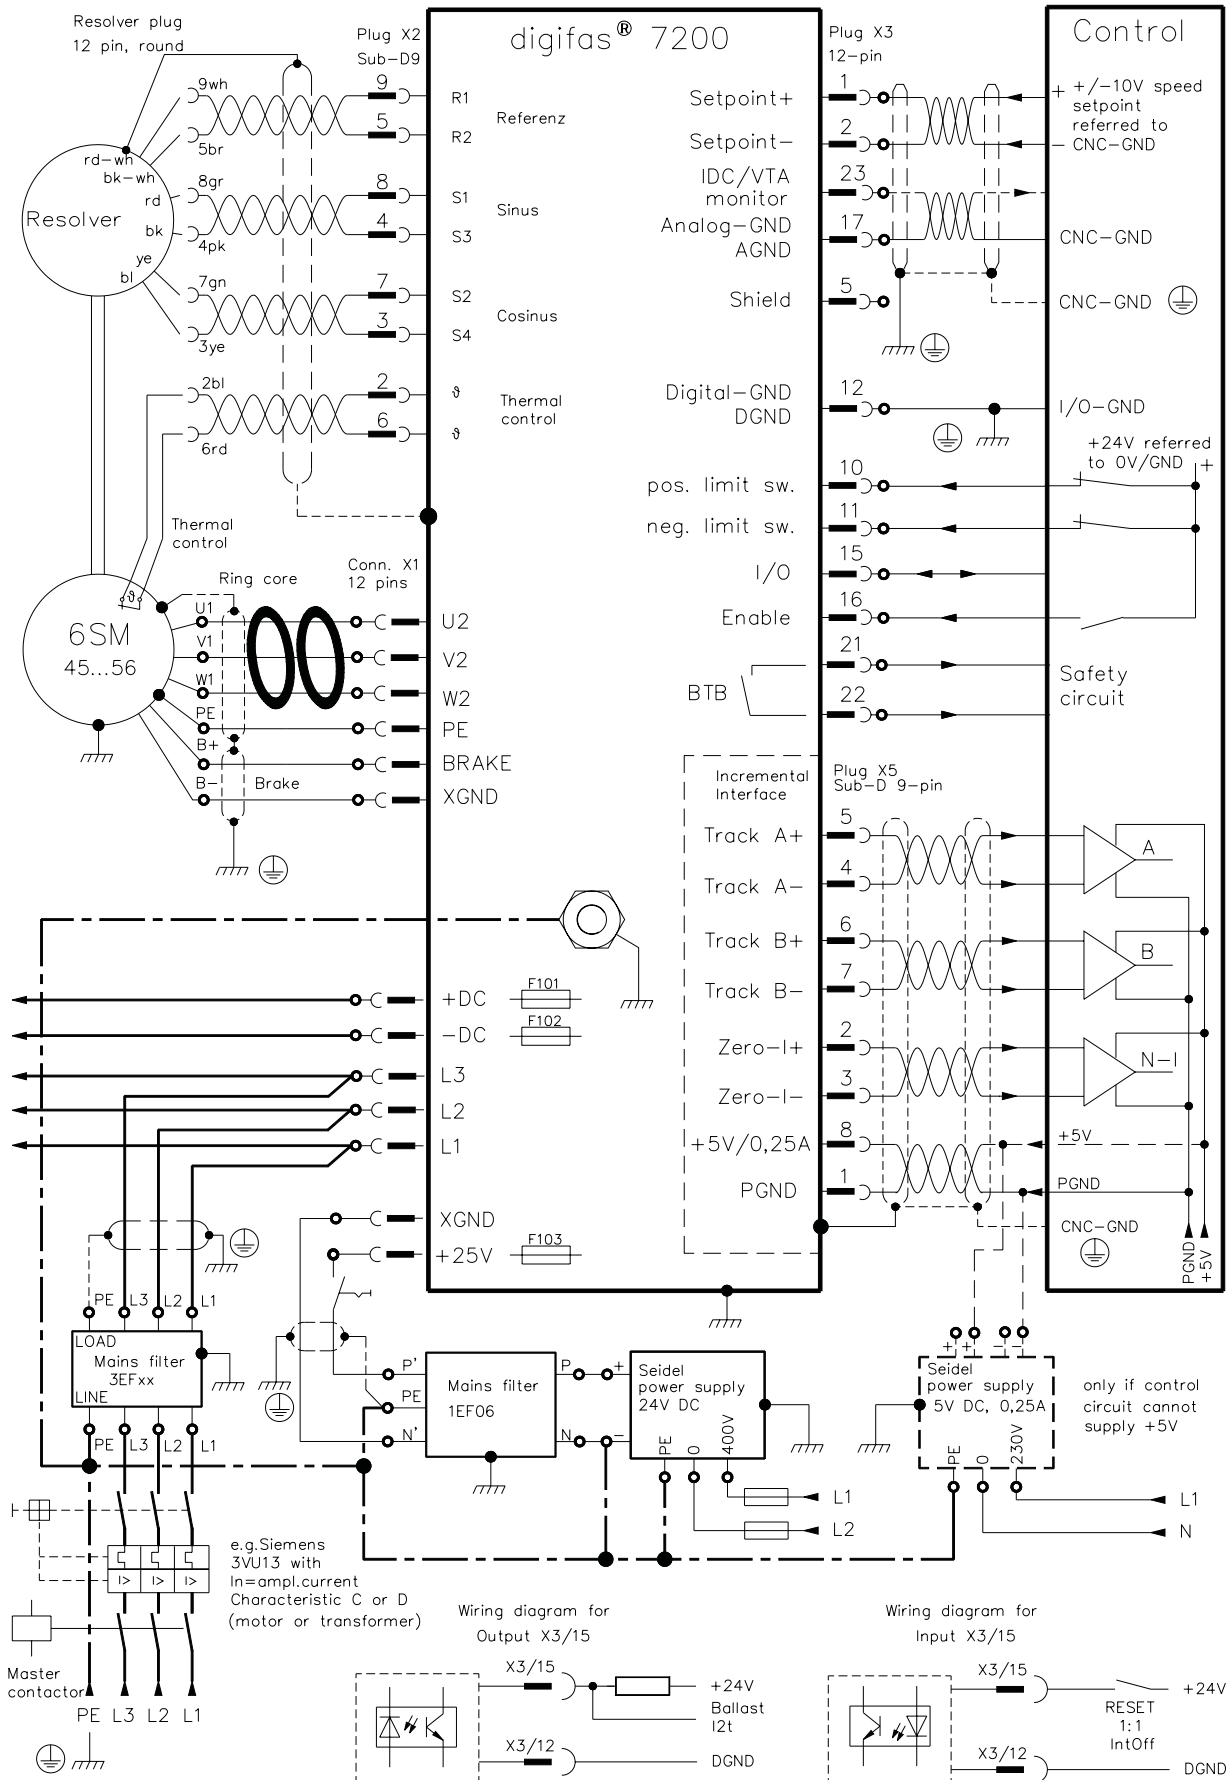 Resolver plug
12 pin, round
Plug X2
Sub-D9
digifas® 7200
Plug X3
12-pin
Control
9wh
5br
9
5
R1
Referenz
R2
rd-wh
bk-wh
rd
bk
ye
bl
Resolver
8gr
4pk
8
4
S1
Sinus
S3
7gn
3ye
7
3
S2
Cosinus
S4
2bl
6rd
2
6
ϑ
ϑ
Thermal
control
Thermal
control
Setpoint+
1
+ +/-10V speed
setpoint
referred to
- CNC-GND
Setpoint-
2
IDC/VTA
monitor
23
Analog-GND
AGND
17
CNC-GND
Shield
5
CNC-GND
Digital-GND
DGND
12
I/O-GND
+24V referred
to 0V/GND
+
pos. limit sw.
10
neg. limit sw.
11
I/O
15
Enable
16
BTB
21
22
Safety
circuit
Conn. X1
12 pins
Ring core
ϑ
6SM
45...56
U1
V1
W1
PE
B+
B-
Brake
U2
V2
W2
PE
BRAKE
XGND
Incremental
Interface
Plug X5
Sub-D 9-pin
Track A+
5
Track A-
4
A
Track B+
6
Track B-
7
B
Zero-I+
2
Zero-I-
3
N-I
+5V/0,25A
8
+5V
PGND
1
PGND
CNC-GND
PGND
+5V
+DC
F101
-DC
F102
L3
L2
L1
XGND
+25V
F103
PE
L3
L2
L1
LOAD
Mains filter
3EFxx
LINE
PE
L3
L2
L1
P'
PE
N'
Mains filter
1EF06
P
N
+
-
Seidel
power supply
24V DC
PE
0
400V
L1
L2
+
+
-
-
Seidel
power supply
5V DC, 0,25A
PE
0
230V
only if control
circuit cannot
supply +5V
L1
N
I>
I>
I>
e.g.Siemens
3VU13 with
In=ampl.current
Characteristic C or D
(motor or transformer)
Master
contactor
PE L3 L2 L1
Wiring diagram for
Output X3/15
X3/15
+24V
Ballast
I2t
X3/12
DGND
Wiring diagram for
Input X3/15
X3/15
+24V
RESET
1:1
IntOff
X3/12
DGND